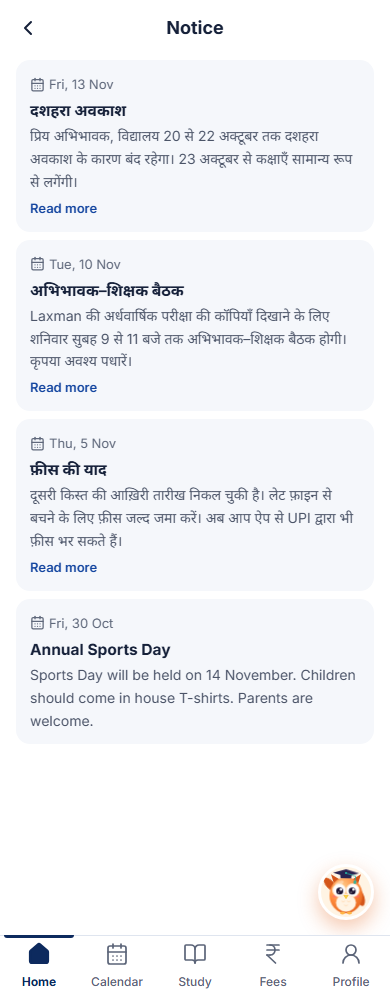 Notice
Fri, 13 Nov
दशहरा अवकाश
प्रिय अभिभावक, विद्यालय 20 से 22 अक्टूबर तक दशहरा
अवकाश के कारण बंद रहेगा। 23 अक्टूबर से कक्षाएँ सामान्य रूप
से लगेंगी।
Read more
Tue, 10 Nov
अभिभावक–शिक्षक बैठक
Laxman की अर्धवार्षिक परीक्षा की कॉपियाँ दिखाने के लिए
शनिवार सुबह 9 से 11 बजे तक अभिभावक–शिक्षक बैठक होगी।
कृपया अवश्य पधारें।
Read more
Thu, 5 Nov
फ़ीस की याद
दूसरी किस्त की आख़िरी तारीख निकल चुकी है। लेट फ़ाइन से
बचने के लिए फ़ीस जल्द जमा करें। अब आप ऐप से UPI द्वारा भी
फ़ीस भर सकते हैं।
Read more
Fri, 30 Oct
Annual Sports Day
Sports Day will be held on 14 November. Children
should come in house T-shirts. Parents are
welcome.
Home
Calendar
Study
Fees
Profile